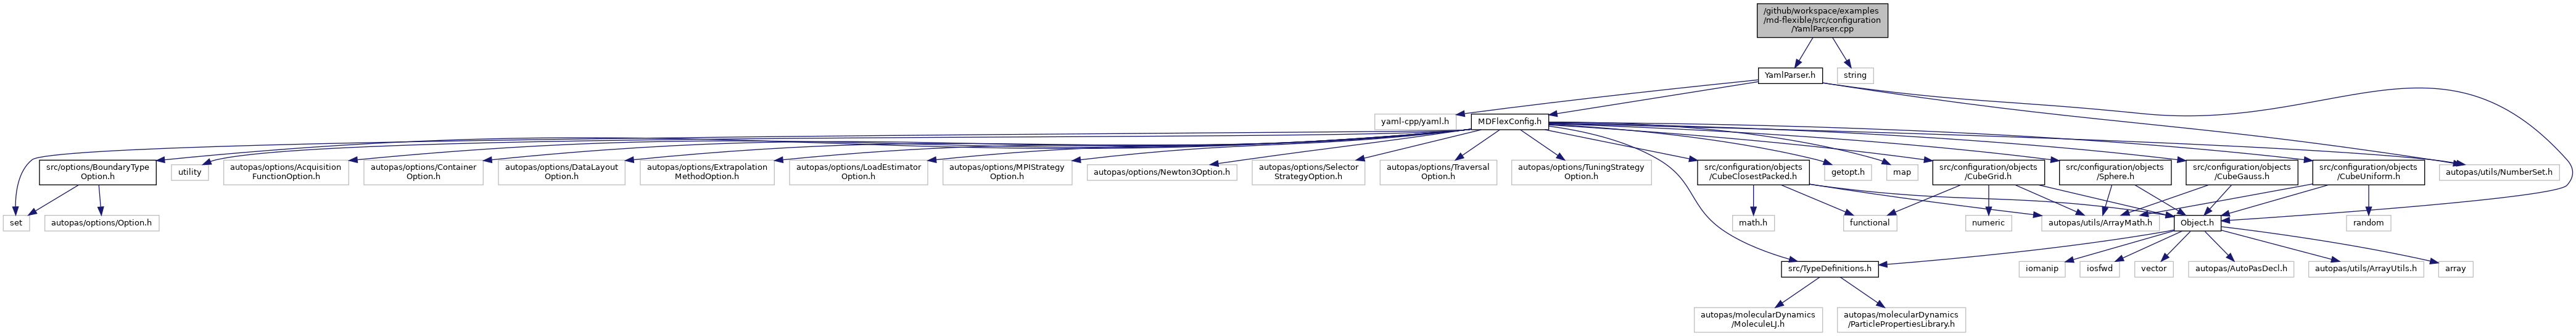 /github/workspace/examples
/md-flexible/src/configuration
/YamlParser.cpp
YamlParser.h
string
yaml-cpp/yaml.h
MDFlexConfig.h
src/options/BoundaryType
Option.h
utility
autopas/options/Acquisition
FunctionOption.h
autopas/options/Container
Option.h
autopas/options/DataLayout
Option.h
autopas/options/Extrapolation
MethodOption.h
autopas/options/LoadEstimator
Option.h
autopas/options/MPIStrategy
Option.h
autopas/options/Newton3Option.h
autopas/options/Selector
StrategyOption.h
autopas/options/Traversal
Option.h
autopas/options/TuningStrategy
Option.h
src/configuration/objects
/CubeClosestPacked.h
getopt.h
map
src/configuration/objects
/CubeGrid.h
src/configuration/objects
/Sphere.h
src/configuration/objects
/CubeGauss.h
src/configuration/objects
/CubeUniform.h
autopas/utils/NumberSet.h
set
autopas/options/Option.h
math.h
functional
numeric
autopas/utils/ArrayMath.h
Object.h
random
src/TypeDefinitions.h
iomanip
iosfwd
vector
autopas/AutoPasDecl.h
autopas/utils/ArrayUtils.h
array
autopas/molecularDynamics
/MoleculeLJ.h
autopas/molecularDynamics
/ParticlePropertiesLibrary.h